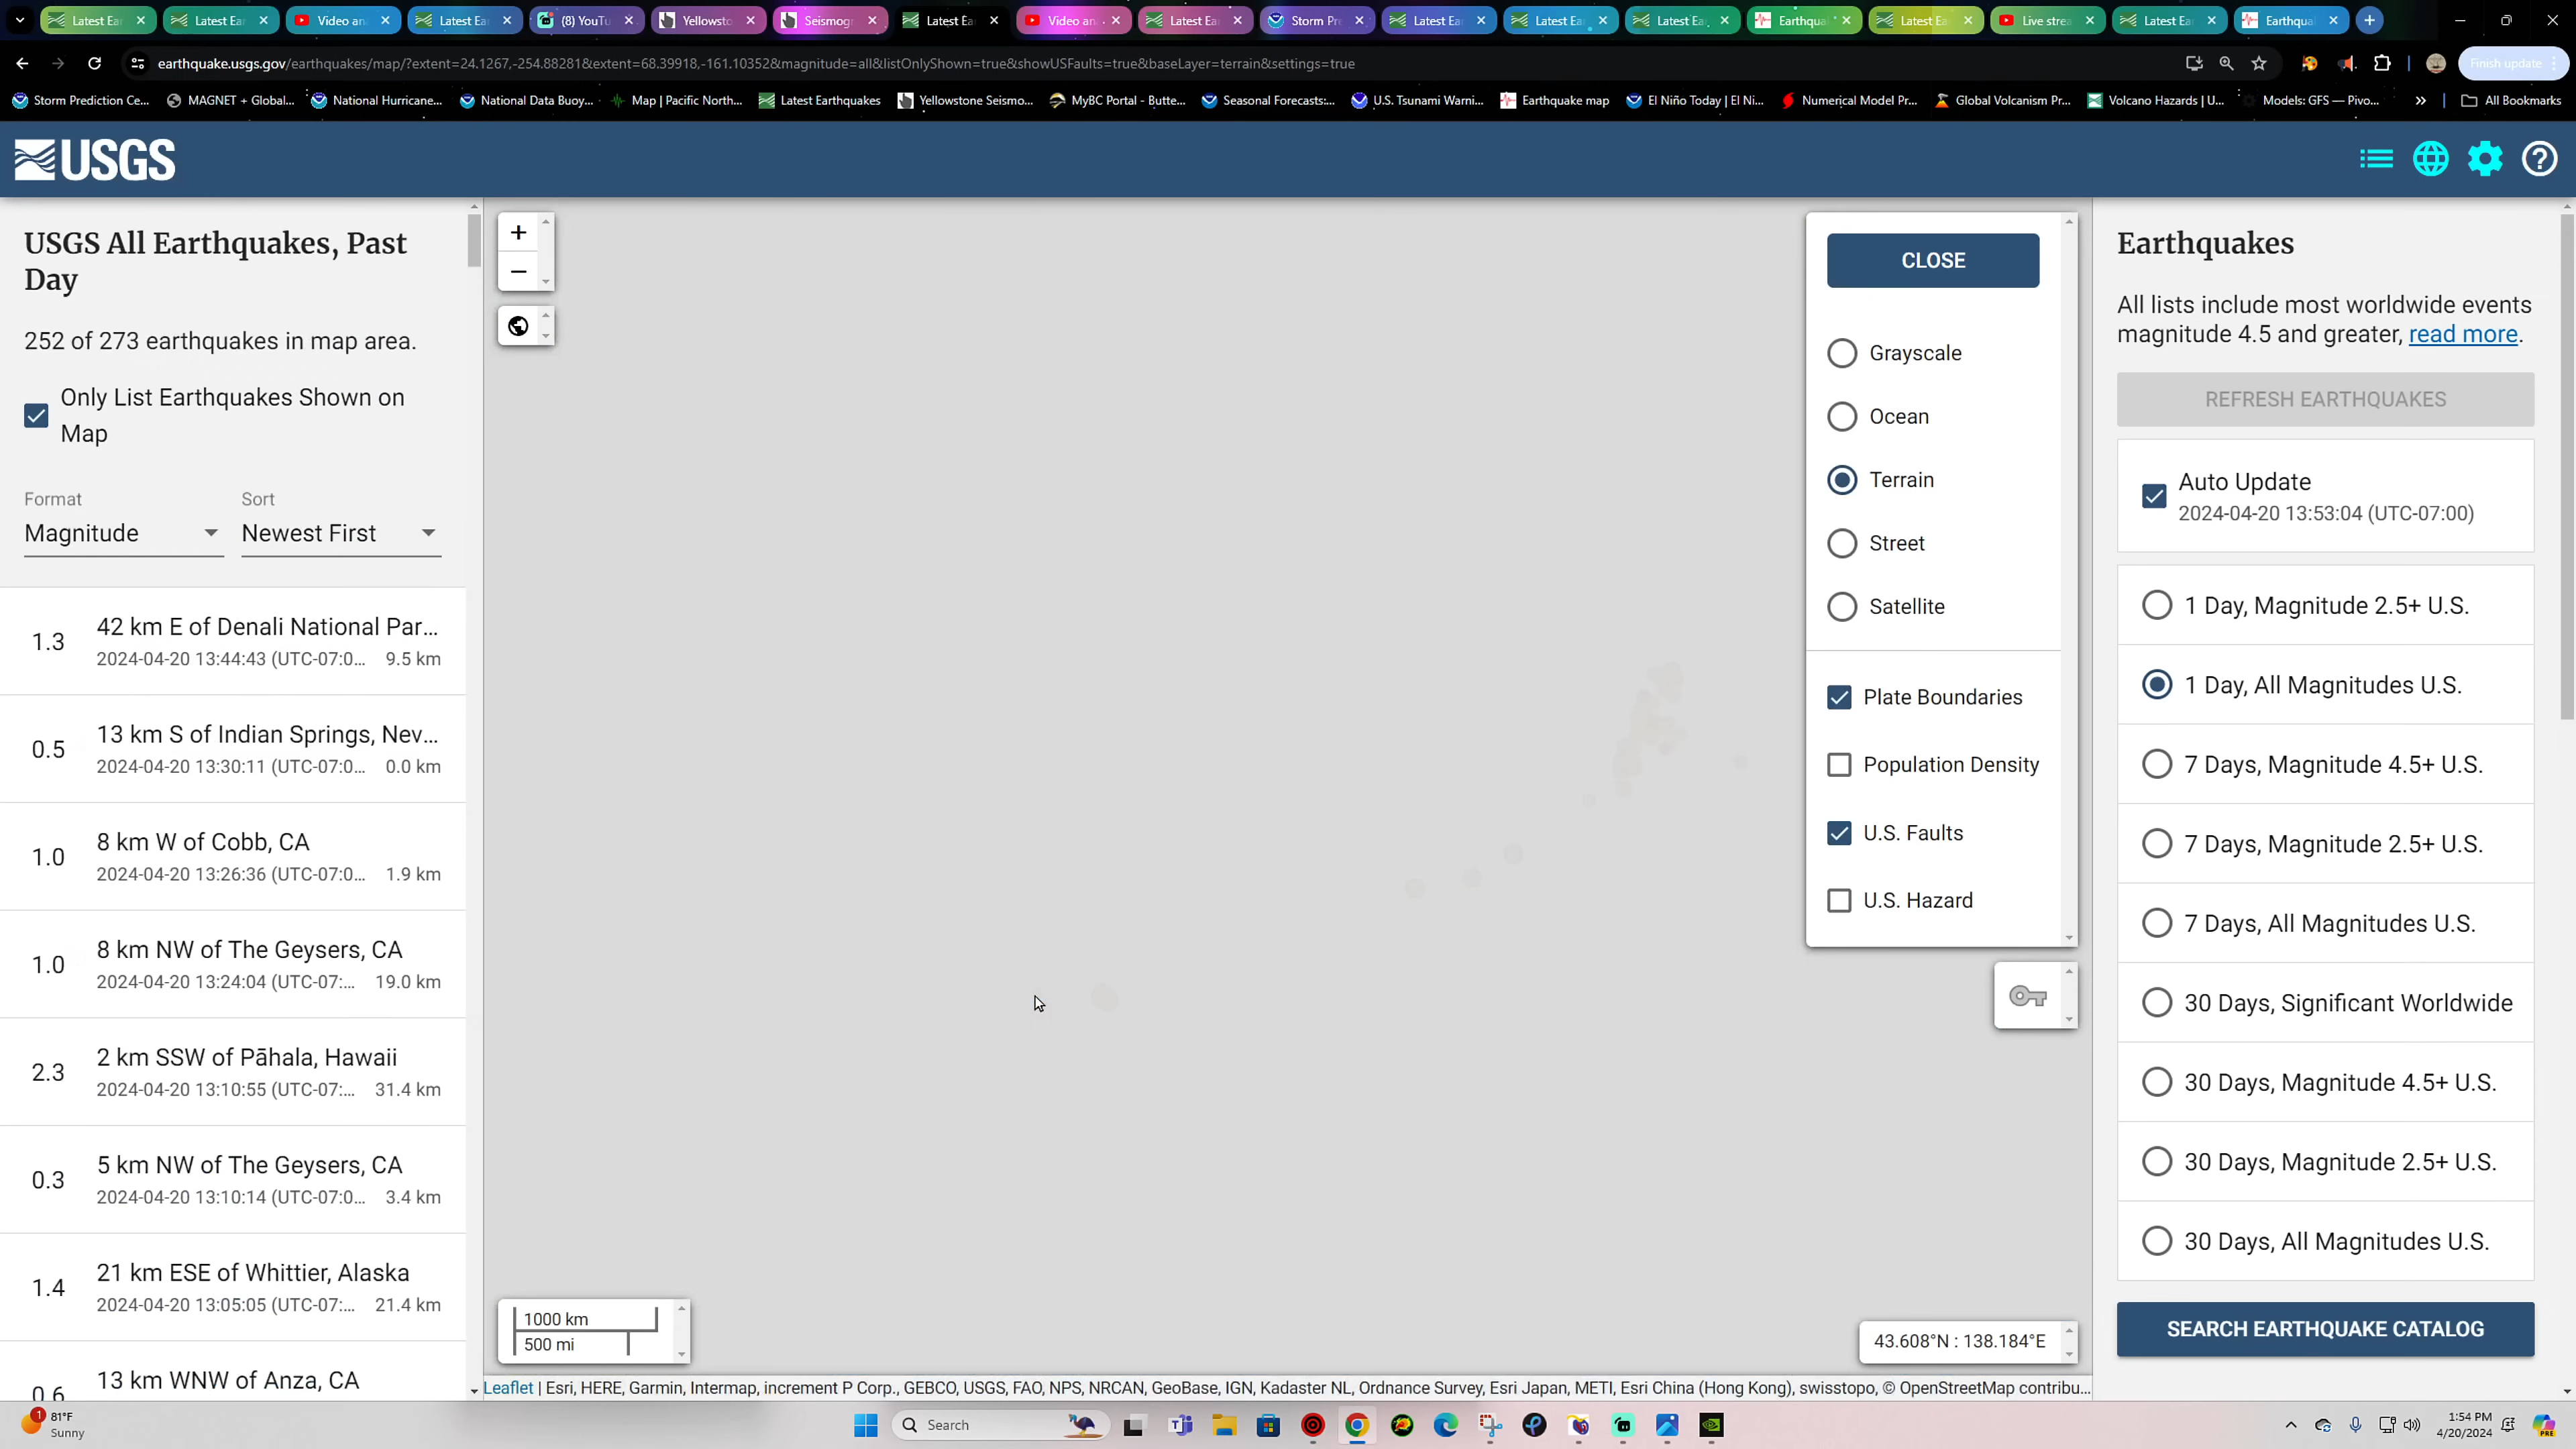 Latest Ea
Latest Ea
Video an
Latest Ea
(8) YouTu
Yellowsto
Seismog
Latest Ea
Video an
Latest Ea
Storm Pr
Latest Ea
Latest Ea
Latest Ea
Earthqua
Latest Ea
Live strea
Latest Ea
Earthqua
earthquake.usgs.gov/earthquakes/map/?extent=24.1267,-254.88281&extent=68.39918,-161.10352&magnitude=all&listOnlyShown=true&showUSFaults=true&baseLayer=terrain&settings=true
Finish update
Storm Prediction Ce...
MAGNET + Global...
National Hurricane...
National Data Buoy...
Map | Pacific North...
Latest Earthquakes
Yellowstone Seismo...
MyBC Portal - Butte...
Seasonal Forecasts:...
U.S. Tsunami Warni...
Earthquake map
El Niño Today | El Ni...
Numerical Model Pr...
Global Volcanism Pr...
Volcano Hazards | U...
Models: GFS — Pivo...
All Bookmarks
USGS
USGS All Earthquakes, Past
Day
252 of 273 earthquakes in map area.
Only List Earthquakes Shown on
Map
Format
Sort
Magnitude
Newest First
1.3
42 km E of Denali National Par...
2024-04-20 13:44:43 (UTC-07:0... 9.5 km
0.5
13 km S of Indian Springs, Nev...
2024-04-20 13:30:11 (UTC-07:0... 0.0 km
1.0
8 km W of Cobb, CA
2024-04-20 13:26:36 (UTC-07:0... 1.9 km
1.0
8 km NW of The Geysers, CA
2024-04-20 13:24:04 (UTC-07:... 19.0 km
2.3
2 km SSW of Pāhala, Hawaii
2024-04-20 13:10:55 (UTC-07:... 31.4 km
0.3
5 km NW of The Geysers, CA
2024-04-20 13:10:14 (UTC-07:0... 3.4 km
1.4
21 km ESE of Whittier, Alaska
2024-04-20 13:05:05 (UTC-07:... 21.4 km
0.6
13 km WNW of Anza, CA
+
−
1000 km
500 mi
CLOSE
Grayscale
Ocean
Terrain
Street
Satellite
Plate Boundaries
Population Density
U.S. Faults
U.S. Hazard
43.608°N : 138.184°E
Leaflet | Esri, HERE, Garmin, Intermap, increment P Corp., GEBCO, USGS, FAO, NPS, NRCAN, GeoBase, IGN, Kadaster NL, Ordnance Survey, Esri Japan, METI, Esri China (Hong Kong), swisstopo, © OpenStreetMap contribu...
Earthquakes
All lists include most worldwide events
magnitude 4.5 and greater, read more.
REFRESH EARTHQUAKES
Auto Update
2024-04-20 13:53:04 (UTC-07:00)
1 Day, Magnitude 2.5+ U.S.
1 Day, All Magnitudes U.S.
7 Days, Magnitude 4.5+ U.S.
7 Days, Magnitude 2.5+ U.S.
7 Days, All Magnitudes U.S.
30 Days, Significant Worldwide
30 Days, Magnitude 4.5+ U.S.
30 Days, Magnitude 2.5+ U.S.
30 Days, All Magnitudes U.S.
SEARCH EARTHQUAKE CATALOG
1
81°F
Sunny
Search
1:54 PM
4/20/2024
PRE